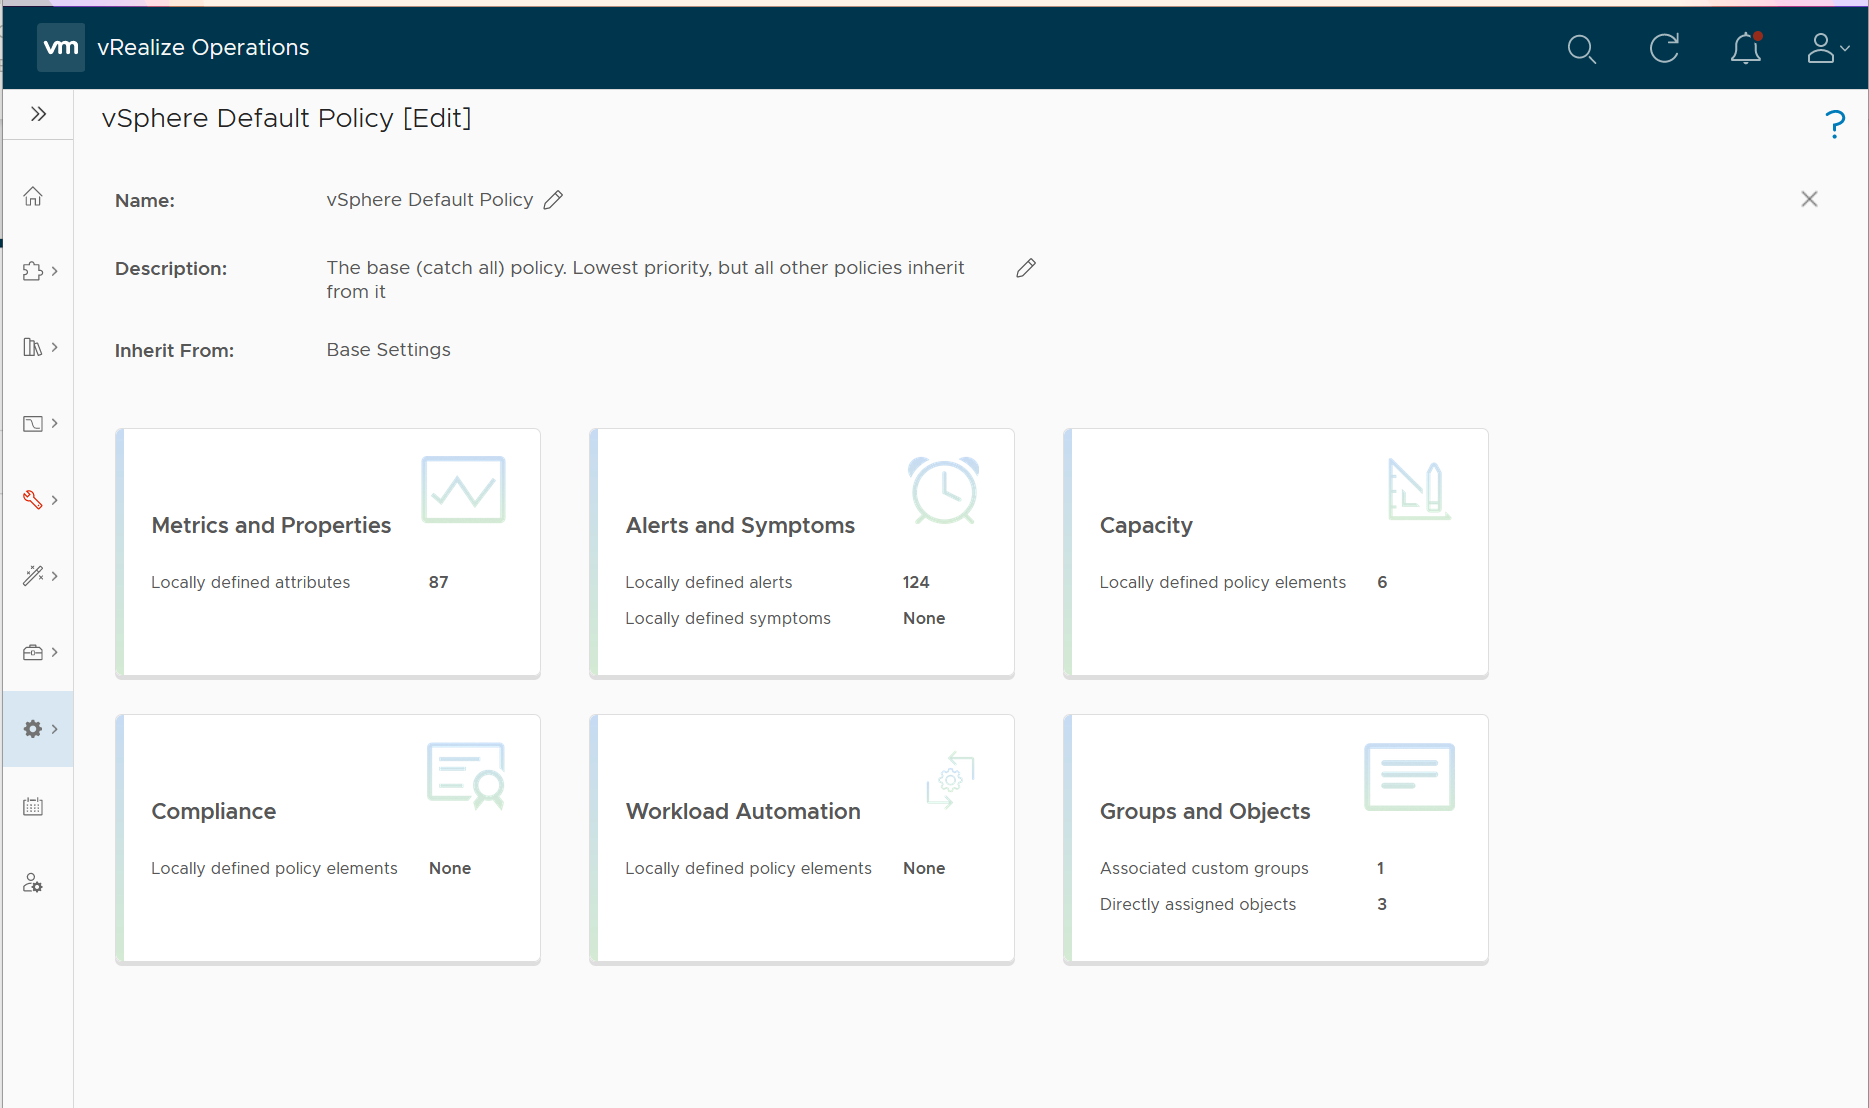 vm vRealize Operations
vSphere Default Policy [Edit]
?
Name: vSphere Default Policy
Description: The base (catch all) policy. Lowest priority, but all other policies inherit
from it
Inherit From: Base Settings
Metrics and Properties
Locally defined attributes 87
Alerts and Symptoms
Locally defined alerts 124
Locally defined symptoms None
Capacity
Locally defined policy elements 6
Compliance
Locally defined policy elements None
Workload Automation
Locally defined policy elements None
Groups and Objects
Associated custom groups 1
Directly assigned objects 3